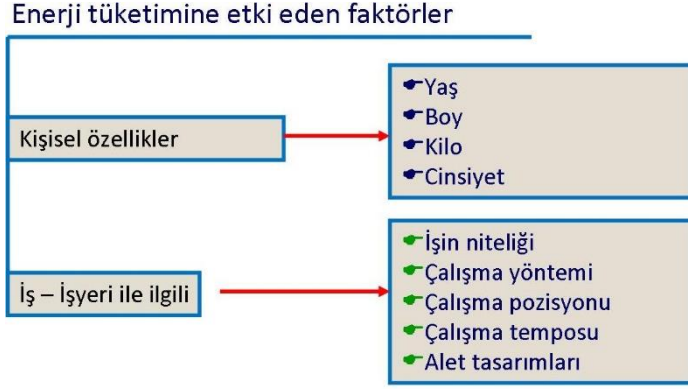 Enerji tüketimine etki eden faktörler
Kişisel özellikler
Yaş
Boy
Kilo
Cinsiyet
İş – İşyeri ile ilgili
İşin niteliği
Çalışma yöntemi
Çalışma pozisyonu
Çalışma temposu
Alet tasarımları